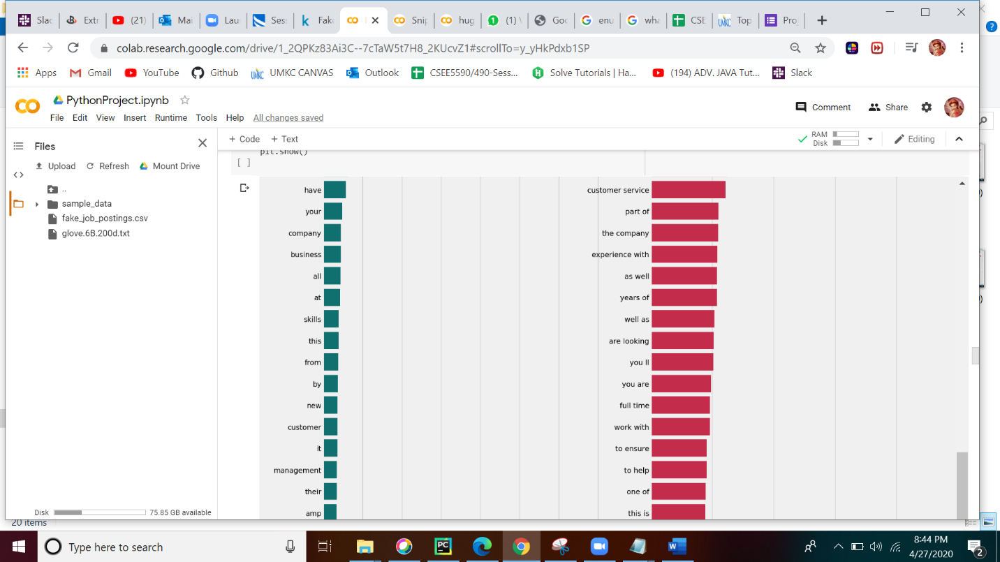 Slac Extr (21) Mai Lau Ses Fake Snip hug (1) \ Goo enu wha CSE Top Pro
colab.research.google.com/drive/1_2QPKz83Ai3C--7cTaW5t7H8_2KUcvZ1#scrollTo=y_yHkPdxb1SP
Apps Gmail YouTube Github UMKC CANVAS Outlook CSEE5590/490-Sess... Solve Tutorials | Ha... (194) ADV. JAVA Tut... Slack
PythonProject.ipynb
Comment Share
File Edit View Insert Runtime Tools Help All changes saved
Files
+ Code + Text
RAM
Disk
Editing
Upload Refresh Mount Drive
..
sample_data
fake_job_postings.csv
glove.6B.200d.txt
plt.show()
[ ]
have
your
company
business
all
at
skills
this
from
by
new
customer
it
management
their
amp
customer service
part of
the company
experience with
as well
years of
well as
are looking
you ll
you are
full time
work with
to ensure
to help
one of
this is
Disk 75.85 GB available
20 items
Type here to search
8:44 PM
4/27/2020
2